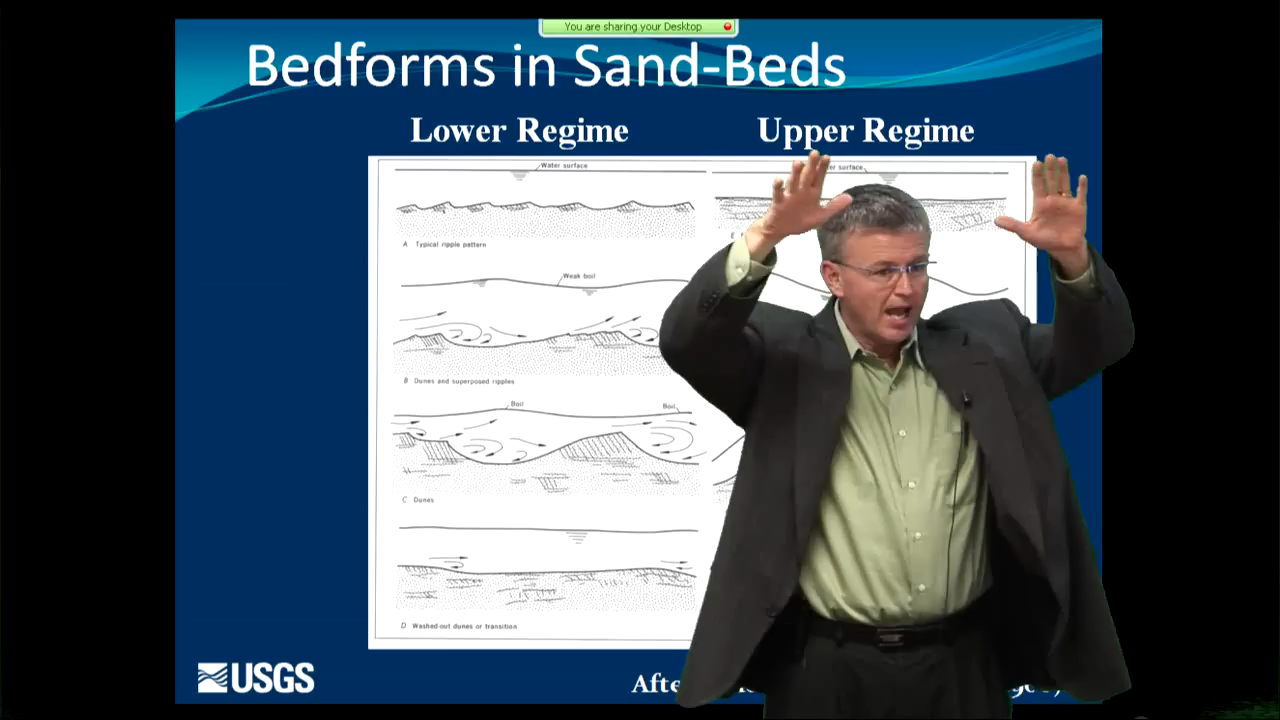 You are sharing your Desktop
Bedforms in Sand-Beds
Lower Regime
Upper Regime
Water surface
surface
A Typical ripple pattern
E
Weak boil
B Dunes and superposed ripples
Boil
Boil
C Dunes
D Washed-out dunes or transition
USGS